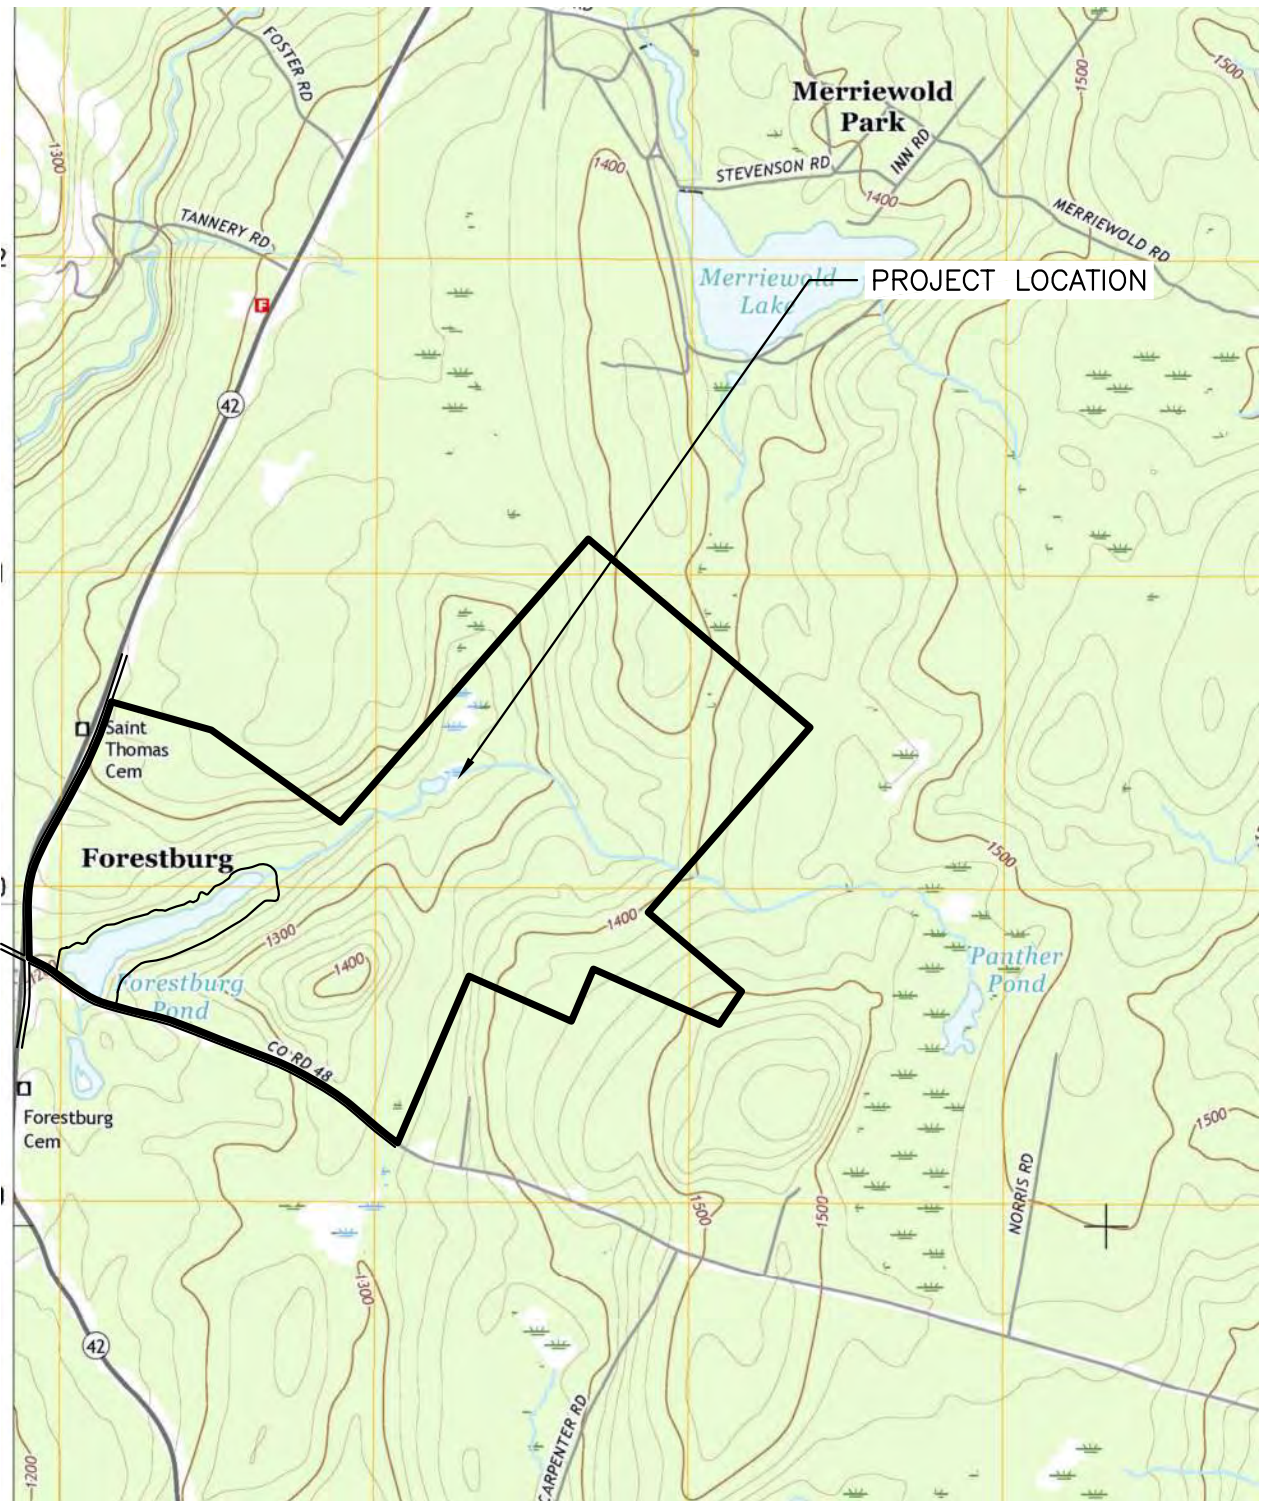 FOSTER RD
1300
1500
1500
Merriewold
Park
INN RD
STEVENSON RD
1400
1400
MERRIEWOLD RD
TANNERY RD
Merriewold
Lake
PROJECT LOCATION
F
42
Saint
Thomas
Cem
Forestburg
1500
1400
1300
1400
Panther
Pond
Forestburg
Pond
CO RD 48
Forestburg
Cem
1500
NORRIS RD
1500
1500
1300
42
CARPENTER RD
1200